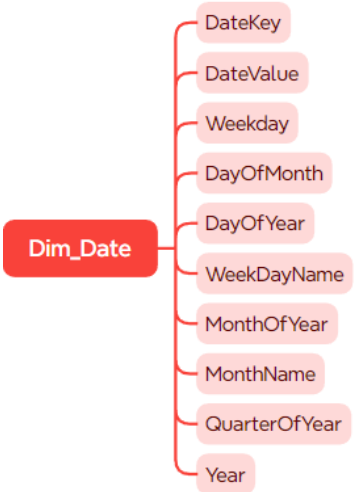 DateKey
DateValue
Weekday
DayOfMonth
DayOfYear
Dim_Date
WeekDayName
MonthOfYear
MonthName
QuarterOfYear
Year